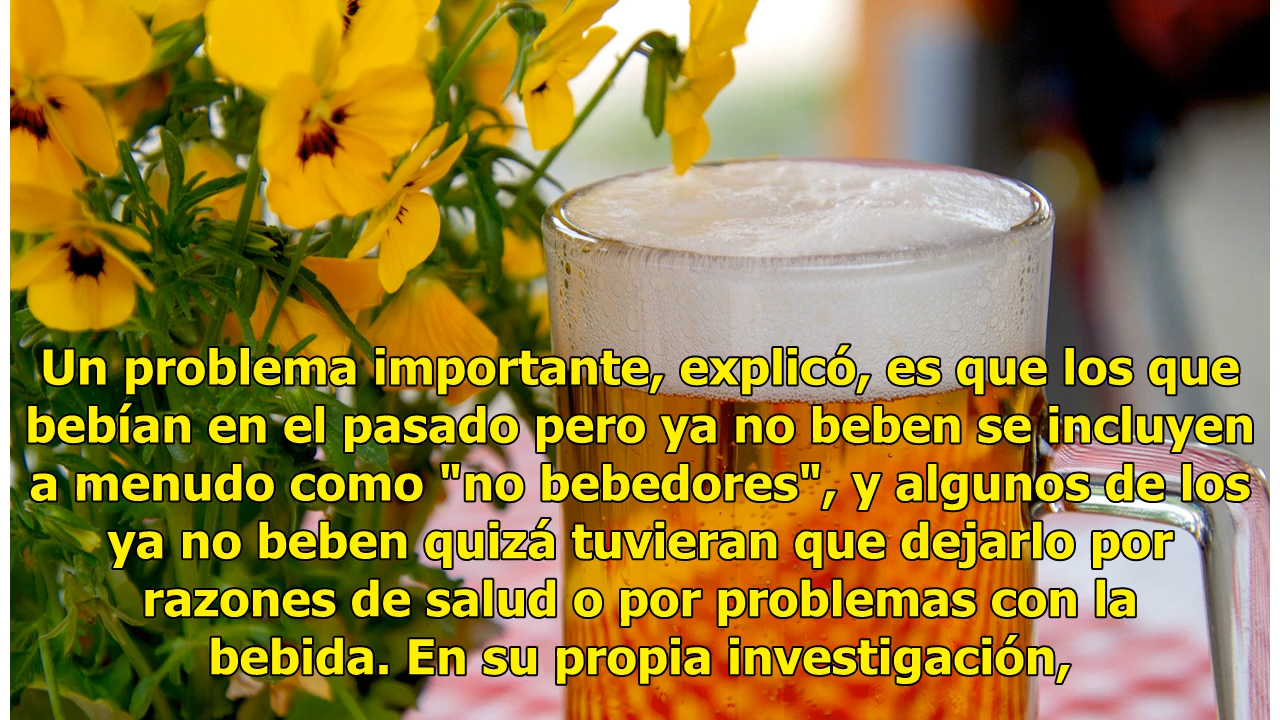 Un problema importante, explicó, es que los que
bebían en el pasado pero ya no beben se incluyen
a menudo como "no bebedores", y algunos de los
ya no beben quizá tuvieran que dejarlo por
razones de salud o por problemas con la
bebida. En su propia investigación,